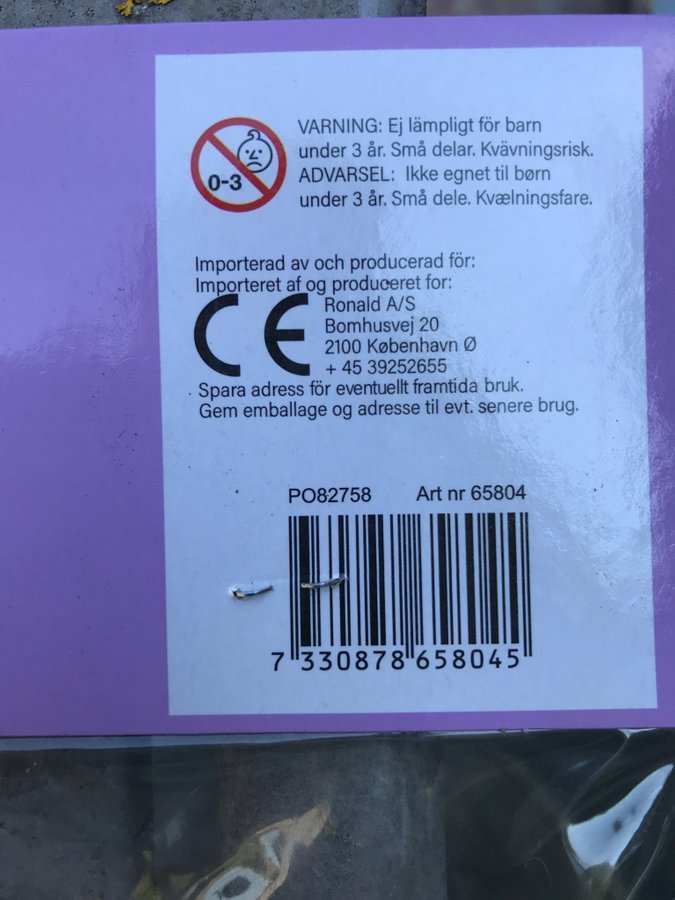 0-3
VARNING: Ej lämpligt för barn
under 3 år. Små delar. Kvävningsrisk.
ADVARSEL: Ikke egnet til børn
under 3 år. Små dele. Kvælningsfare.
Importerad av och producerad för:
Importeret af og produceret for:
CE
Ronald A/S
Bomhusvej 20
2100 København Ø
+ 45 39252655
Spara adress för eventuellt framtida bruk.
Gem emballage og adresse til evt. senere brug.
PO82758 Art nr 65804
7 330878 658045